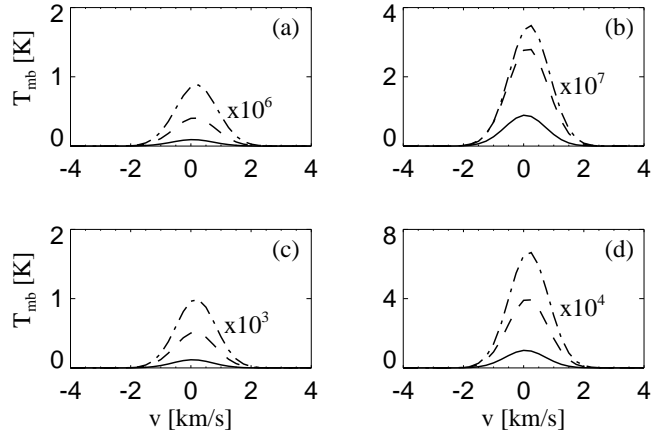 2
(a)
T_mb [K]
1
x10^6
0
-4 -2 0 2 4
4
(b)
2
x10^7
0
-4 -2 0 2 4
2
(c)
T_mb [K]
1
x10^3
0
-4 -2 0 2 4
v [km/s]
8
(d)
4
x10^4
0
-4 -2 0 2 4
v [km/s]